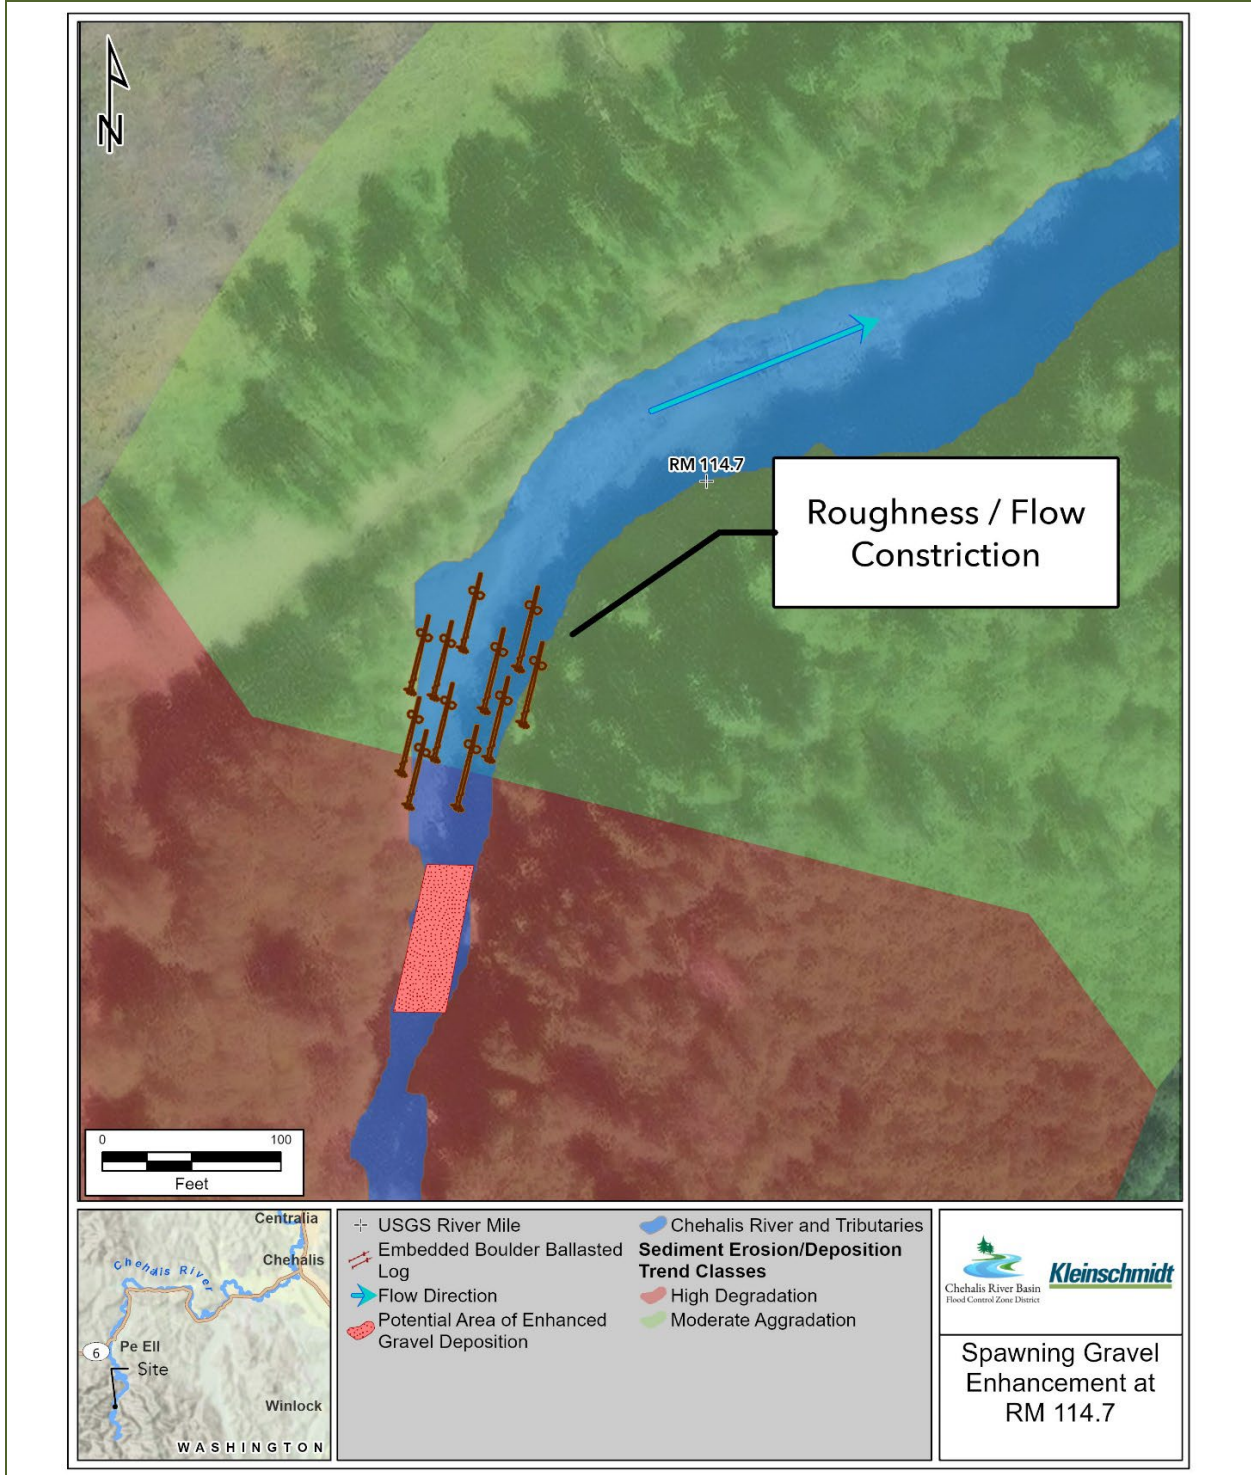 N
RM 114.7
Roughness / Flow
Constriction
0 100
Feet
Centralia
Chehalis
Chehalis River
6
Pe Ell
Site
Winlock
WASHINGTON
USGS River Mile
Embedded Boulder Ballasted
Log
Flow Direction
Potential Area of Enhanced
Gravel Deposition
Chehalis River and Tributaries
Sediment Erosion/Deposition
Trend Classes
High Degradation
Moderate Aggradation
Chehalis River Basin
Flood Control Zone District
Kleinschmidt
Spawning Gravel
Enhancement at
RM 114.7